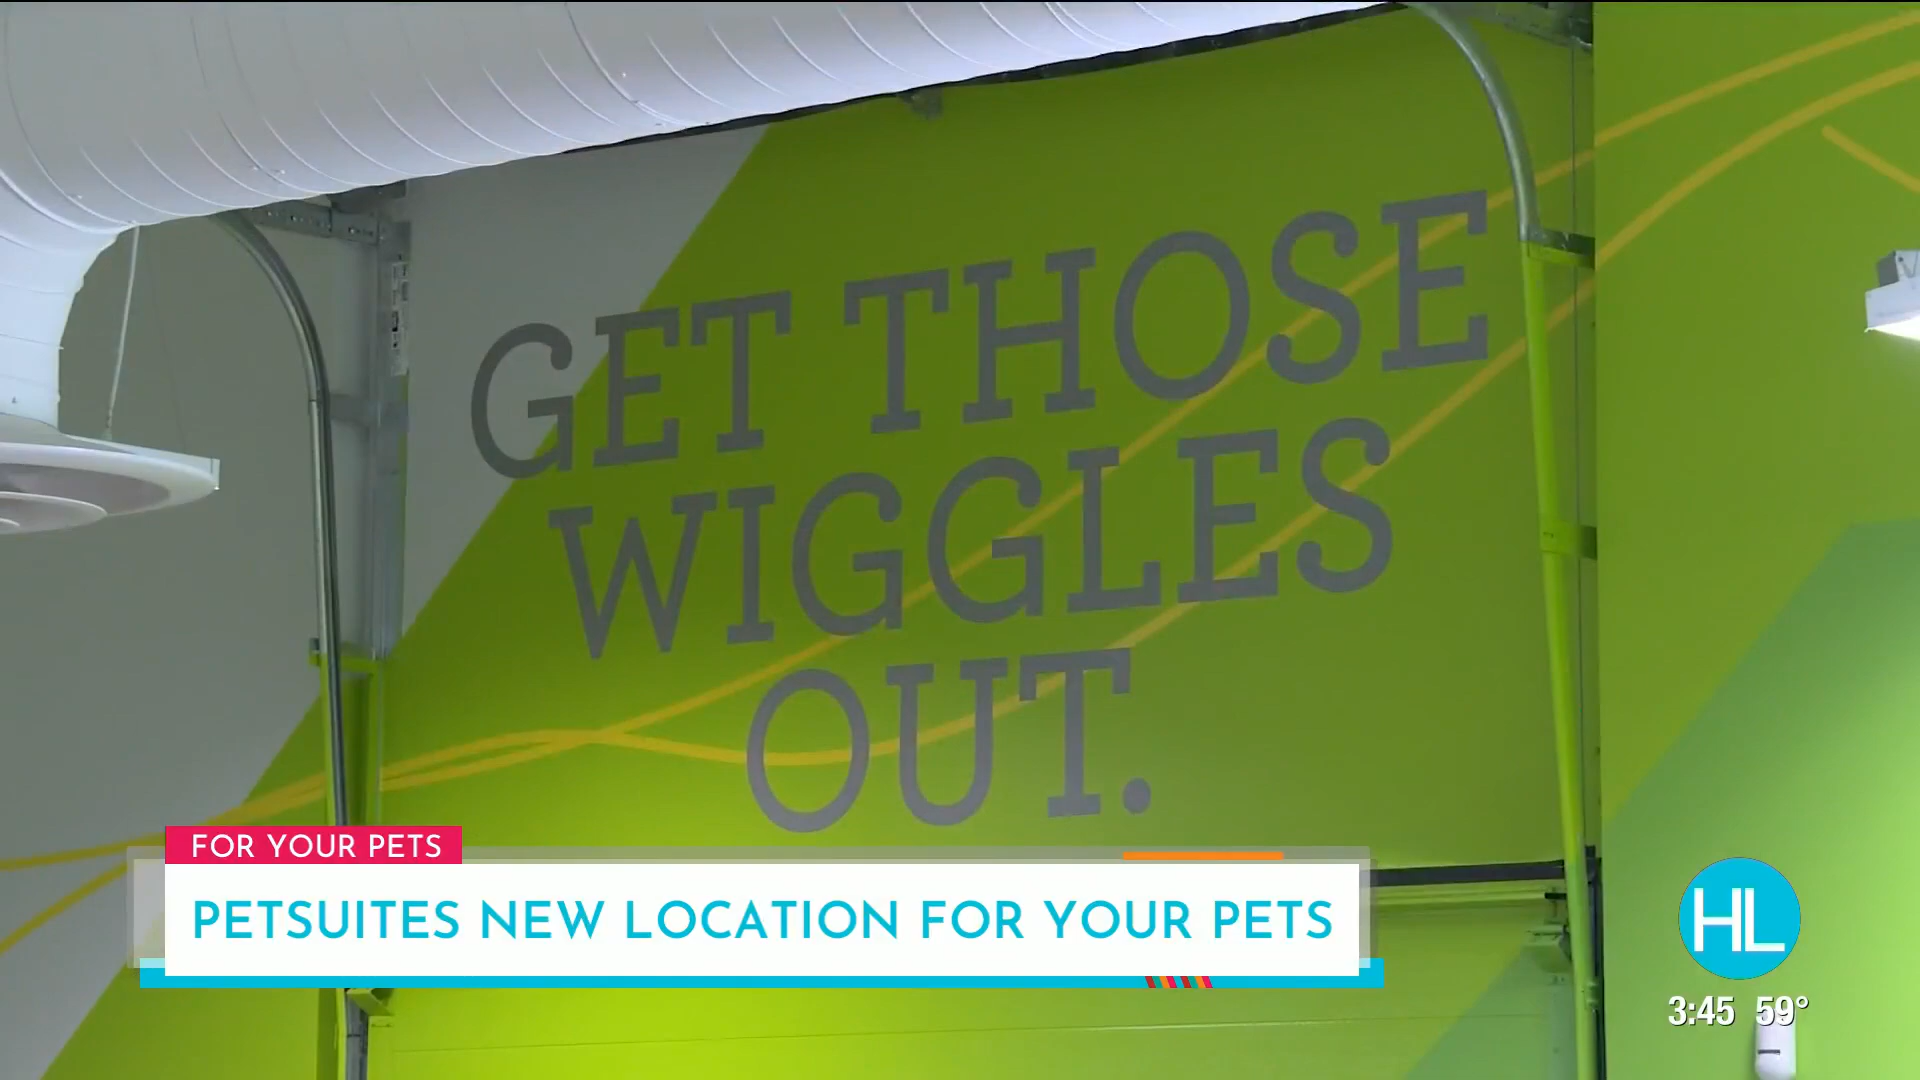 GET THOSE
WIGGLES
OUT.
FOR YOUR PETS
PETSUITES NEW LOCATION FOR YOUR PETS
HL
3:45 59°